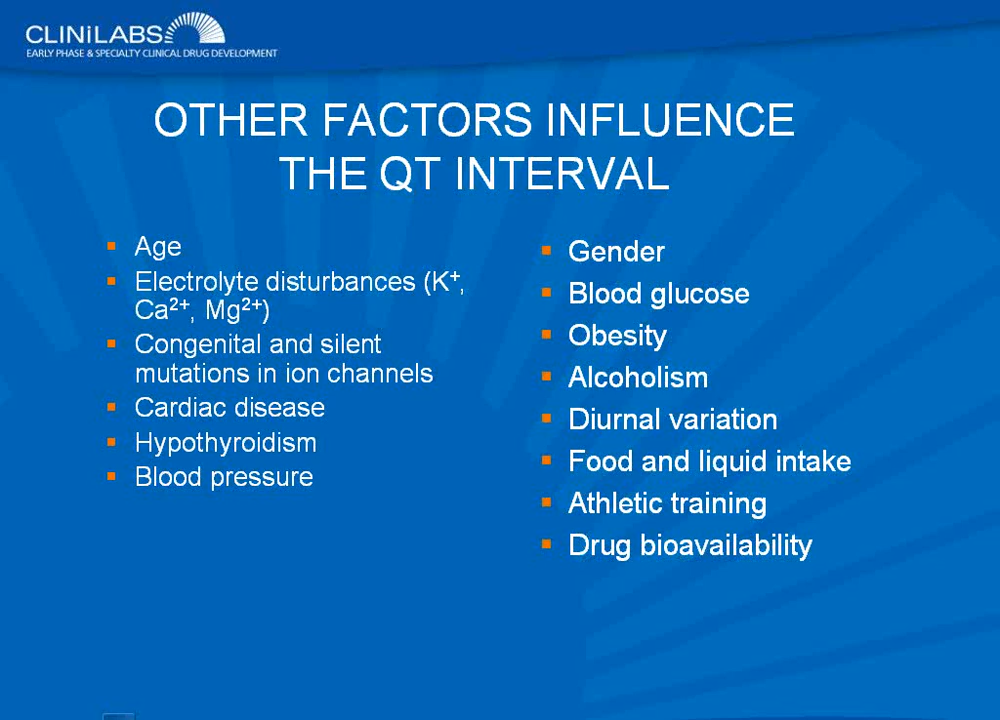 CLINiLABS
EARLY PHASE & SPECIALTY CLINICAL DRUG DEVELOPMENT
OTHER FACTORS INFLUENCE
THE QT INTERVAL
Age
Electrolyte disturbances (K⁺,
Ca²⁺, Mg²⁺)
Congenital and silent
mutations in ion channels
Cardiac disease
Hypothyroidism
Blood pressure
Gender
Blood glucose
Obesity
Alcoholism
Diurnal variation
Food and liquid intake
Athletic training
Drug bioavailability